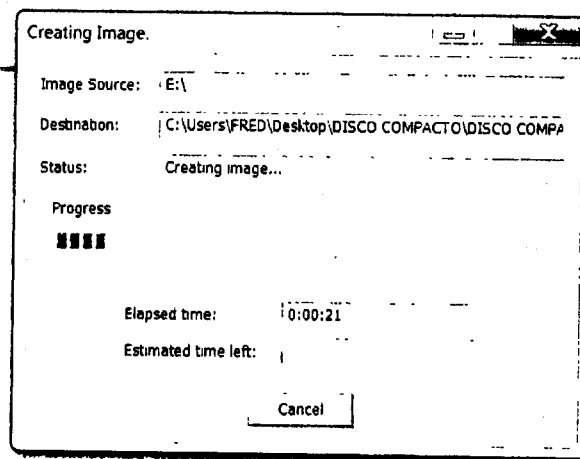 Creating Image.
Image Source: E:\
Destination: C:\Users\FRED\Desktop\DISCO COMPACTO\DISCO COMPA
Status: Creating image...
Progress
Elapsed time: 0:00:21
Estimated time left:
Cancel